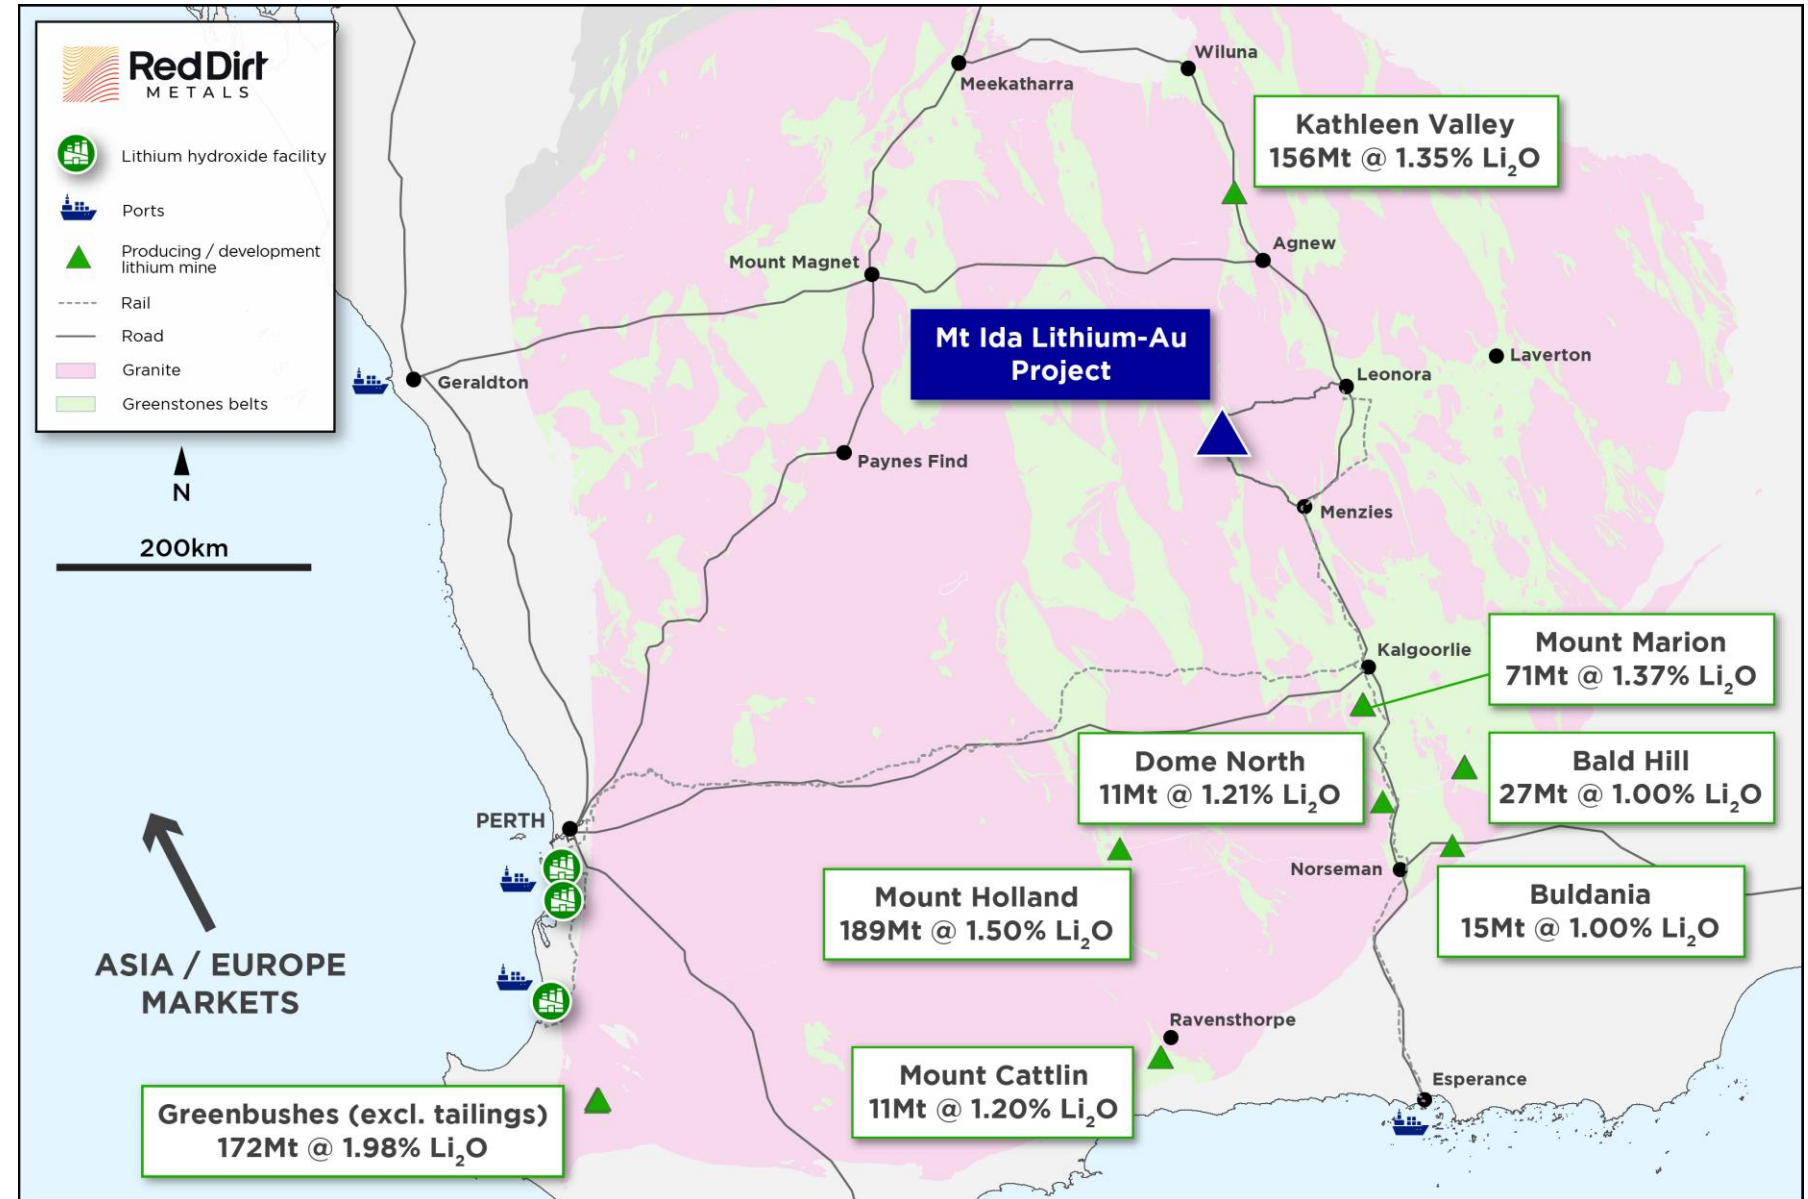 RedDirt
METALS
Lithium hydroxide facility
Ports
Producing / development
lithium mine
Rail
Road
Granite
Greenstones belts
N
200km
Meekatharra
Wiluna
Kathleen Valley
156Mt @ 1.35% Li₂O
Mount Magnet
Agnew
Mt Ida Lithium-Au
Project
Laverton
Leonora
Geraldton
Paynes Find
Menzies
Kalgoorlie
Mount Marion
71Mt @ 1.37% Li₂O
Dome North
11Mt @ 1.21% Li₂O
Bald Hill
27Mt @ 1.00% Li₂O
PERTH
Norseman
Mount Holland
189Mt @ 1.50% Li₂O
Buldania
15Mt @ 1.00% Li₂O
ASIA / EUROPE
MARKETS
Ravensthorpe
Mount Cattlin
11Mt @ 1.20% Li₂O
Esperance
Greenbushes (excl. tailings)
172Mt @ 1.98% Li₂O